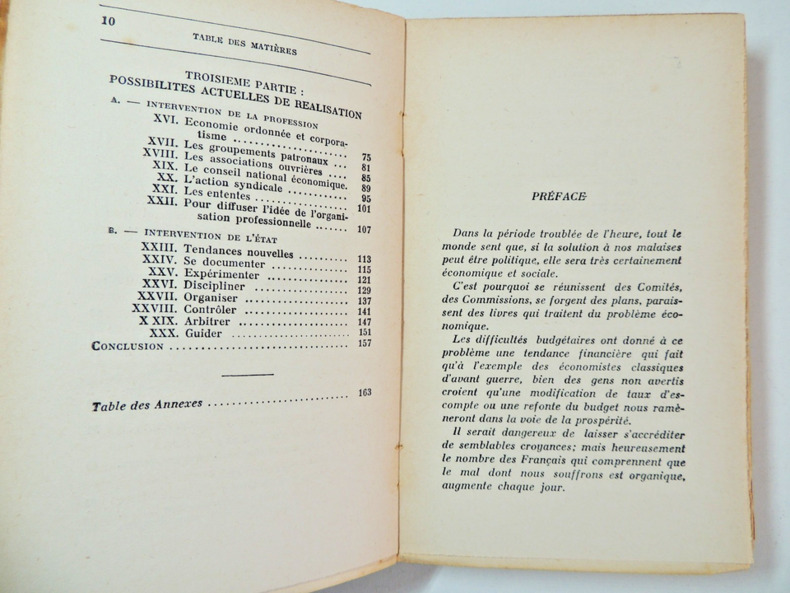 10
TABLE DES MATIÈRES
TROISIEME PARTIE :
POSSIBILITES ACTUELLES DE REALISATION
A. — INTERVENTION DE LA PROFESSION
XVI. Economie ordonnée et corpora-
tisme .................... 75
XVII. Les groupements patronaux ... 81
XVIII. Les associations ouvrières .... 85
XIX. Le conseil national économique. 89
XX. L'action syndicale ............ 95
XXI. Les ententes .................. 101
XXII. Pour diffuser l'idée de l'organi-
sation professionnelle ....... 107
B. — INTERVENTION DE L'ÉTAT
XXIII. Tendances nouvelles .......... 113
XXIV. Se documenter ............... 115
XXV. Expérimenter ................ 121
XXVI. Discipliner .................. 129
XXVII. Organiser ................... 137
XXVIII. Contrôler ................... 141
X XIX. Arbitrer .................... 147
XXX. Guider ...................... 151
CONCLUSION .............................. 157
Table des Annexes ........................ 163
PRÉFACE
Dans la période troublée de l'heure, tout le
monde sent que, si la solution à nos malaises
peut être politique, elle sera très certainement
économique et sociale.
C'est pourquoi se réunissent des Comités,
des Commissions, se forgent des plans, parais-
sent des livres qui traitent du problème éco-
nomique.
Les difficultés budgétaires ont donné à ce
problème une tendance financière qui fait
qu'à l'exemple des économistes classiques
d'avant guerre, bien des gens non avertis
croient qu'une modification de taux d'es-
compte ou une refonte du budget nous ramè-
neront dans la voie de la prospérité.
Il serait dangereux de laisser s'accréditer
de semblables croyances; mais heureusement
le nombre des Français qui comprennent que
le mal dont nous souffrons est organique,
augmente chaque jour.